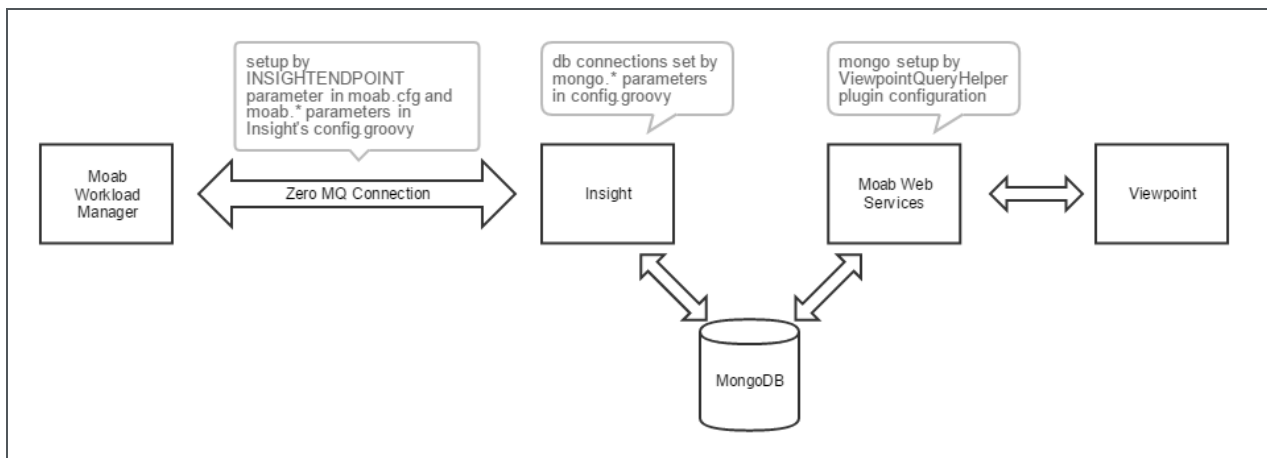 setup by
INSIGHTENDPOINT
parameter in moab.cfg and
moab.* parameters in
Insight's config.groovy
db connections set by
mongo.* parameters
in config.groovy
mongo setup by
ViewpointQueryHelper
plugin configuration
Moab
Workload
Manager
Zero MQ Connection
Insight
Moab Web
Services
Viewpoint
MongoDB